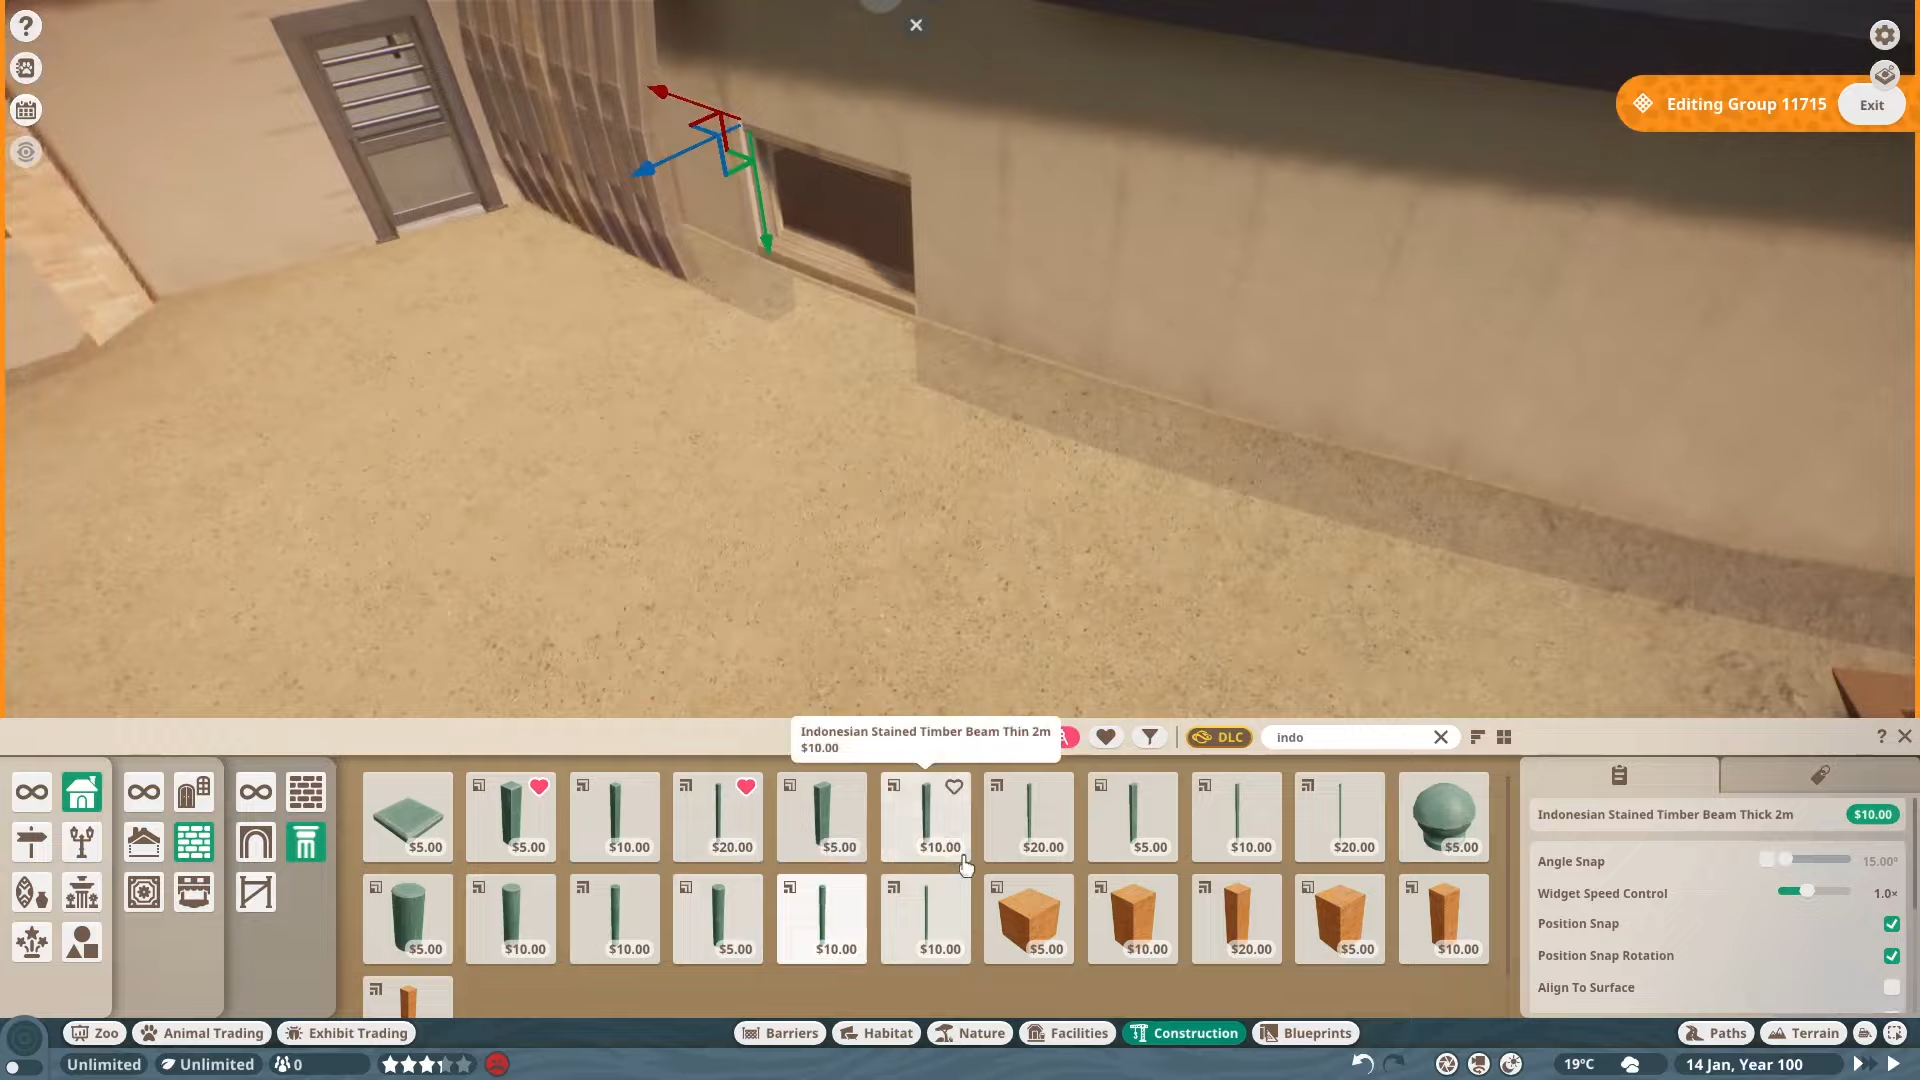 ?
Editing Group 11715
Exit
Indonesian Stained Timber Beam Thin 2m
$10.00
DLC
indo
?
$5.00
$5.00
$10.00
$20.00
$5.00
$10.00
$20.00
$5.00
$10.00
$20.00
$5.00
$5.00
$10.00
$10.00
$5.00
$10.00
$10.00
$5.00
$10.00
$20.00
$5.00
$10.00
Indonesian Stained Timber Beam Thick 2m
$10.00
Angle Snap
15.00°
Widget Speed Control
1.0×
Position Snap
Position Snap Rotation
Align To Surface
Zoo
Animal Trading
Exhibit Trading
Barriers
Habitat
Nature
Facilities
Construction
Blueprints
Paths
Terrain
Unlimited
Unlimited
0
19°C
14 Jan, Year 100